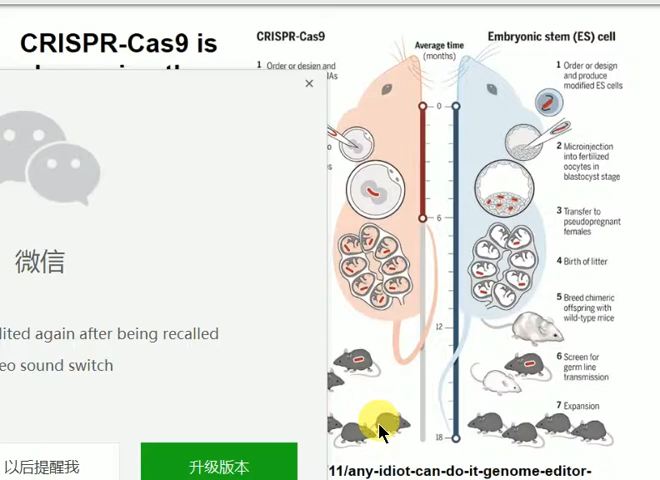 CRISPR-Cas9 is
CRISPR-Cas9
1 Order or design and
Average time
(months)
0
6
12
18
Embryonic stem (ES) cell
1 Order or design
and produce
modified ES cells
2 Microinjection
into fertilized
oocytes in
blastocyst stage
3 Transfer to
pseudopregnant
females
4 Birth of litter
5 Breed chimeric
offspring with
wild-type mice
6 Screen for
germ line
transmission
7 Expansion
×
微信
dited again after being recalled
eo sound switch
以后提醒我
升级版本
11/any-idiot-can-do-it-genome-editor-